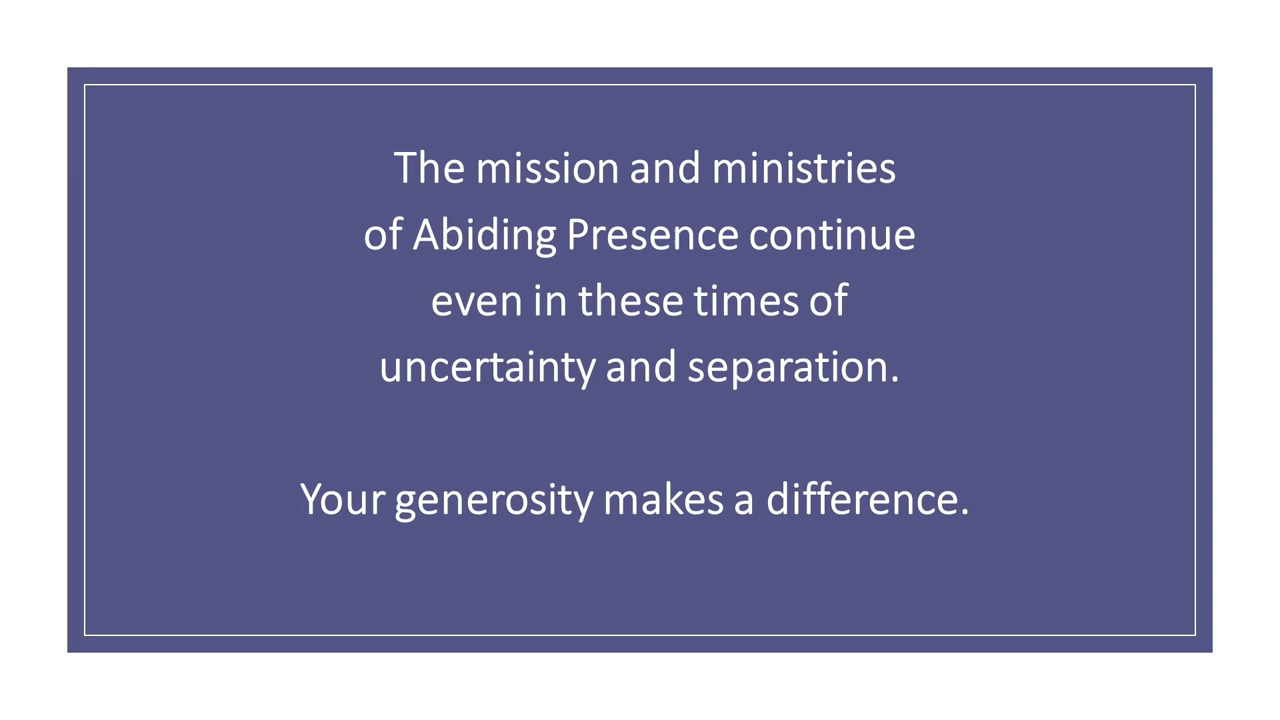 The mission and ministries
of Abiding Presence continue
even in these times of
uncertainty and separation.
Your generosity makes a difference.